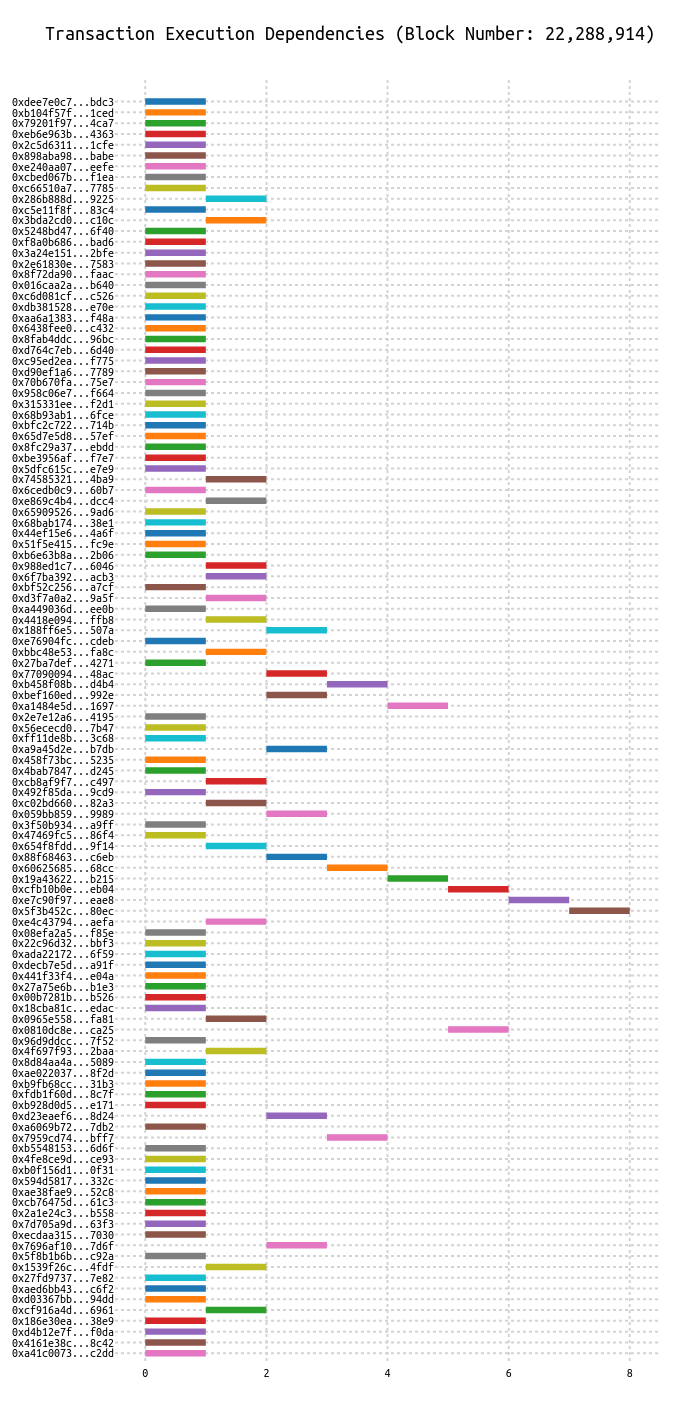 Transaction Execution Dependencies (Block Number: 22,288,914)
0xdee7e0c7...bdc3
0xb104f57f...1ced
0x79201f97...4ca7
0xeb6e963b...4363
0x2c5d6311...1cfe
0x898aba98...babe
0xe240aa07...eefe
0xcbed067b...f1ea
0xc66510a7...7785
0x286b888d...9225
0xc5e11f8f...83c4
0x3bda2cd0...c10c
0x5248bd47...6f40
0xf8a0b686...bad6
0x3a24e151...2bfe
0x2e61830e...7583
0x8f72da90...faac
0x016caa2a...b640
0xc6d081cf...c526
0xdb381528...e70e
0xaa6a1383...f48a
0x6438fee0...c432
0x8fab4ddc...96bc
0xd764c7eb...6d40
0xc95ed2ea...f775
0xd90ef1a6...7789
0x70b670fa...75e7
0x958c06e7...f664
0x315331ee...f2d1
0x68b93ab1...6fce
0xbfc2c722...714b
0x65d7e5d8...57ef
0x8fc29a37...ebdd
0xbe3956af...f7e7
0x5dfc615c...e7e9
0x74585321...4ba9
0x6cedb0c9...60b7
0xe869c4b4...dcc4
0x65909526...9ad6
0x68bab174...38e1
0x44ef15e6...4a6f
0x51f5e415...fc9e
0xb6e63b8a...2b06
0x988ed1c7...6046
0x6f7ba392...acb3
0xbf52c256...a7cf
0xd3f7a0a2...9a5f
0xa449036d...ee0b
0x4418e094...ffb8
0x188ff6e5...507a
0xe76904fc...cdeb
0xbbc48e53...fa8c
0x27ba7def...4271
0x77090094...48ac
0xb458f08b...d4b4
0xbef160ed...992e
0xa1484e5d...1697
0x2e7e12a6...4195
0x56ececd0...7b47
0xff11de8b...3c68
0xa9a45d2e...b7db
0x458f73bc...5235
0x4bab7847...d245
0xcb8af9f7...c497
0x492f85da...9cd9
0xc02bd660...82a3
0x059bb859...9989
0x3f50b934...a9ff
0x47469fc5...86f4
0x654f8fdd...9f14
0x88f68463...c6eb
0x60625685...68cc
0x19a43622...b215
0xcfb10b0e...eb04
0xe7c90f97...eae8
0x5f3b452c...80ec
0xe4c43794...aefa
0x08efa2a5...f85e
0x22c96d32...bbf3
0xada22172...6f59
0xdecb7e5d...a91f
0x441f33f4...e04a
0x27a75e6b...b1e3
0x00b7281b...b526
0x18cba81c...edac
0x0965e558...fa81
0x0810dc8e...ca25
0x96d9ddcc...7f52
0x4f697f93...2baa
0x8d84aa4a...5089
0xae022037...8f2d
0xb9fb68cc...31b3
0xfdb1f60d...8c7f
0xb928d0d5...e171
0xd23eaef6...8d24
0xa6069b72...7db2
0x7959cd74...bff7
0xb5548153...6d6f
0x4fe8ce9d...ce93
0xb0f156d1...0f31
0x594d5817...332c
0xae38fae9...52c8
0xcb76475d...61c3
0x2a1e24c3...b558
0x7d705a9d...63f3
0xecdaa315...7030
0x7696af10...7d6f
0x5f8b1b6b...c92a
0x1539f26c...4fdf
0x27fd9737...7e82
0xaed6bb43...c6f2
0xd03367bb...94dd
0xcf916a4d...6961
0x186e30ea...38e9
0xd4b12e7f...f0da
0x4161e38c...8c42
0xa41c0073...c2dd
0 2 4 6 8